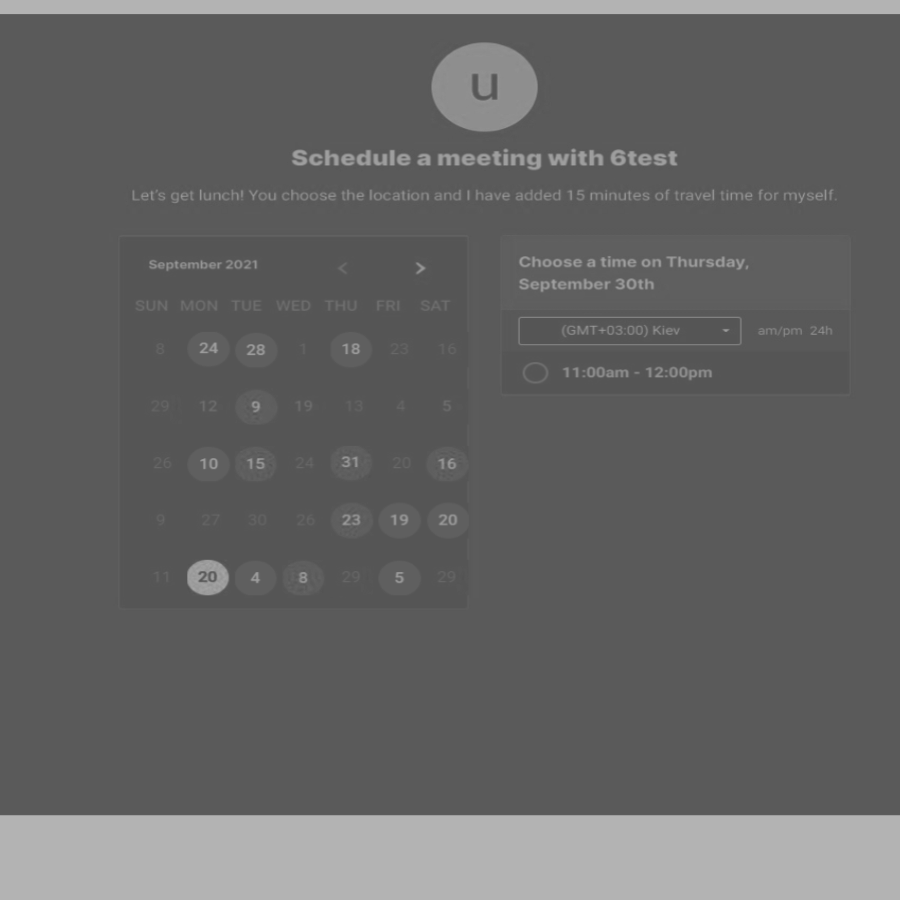 u
Schedule a meeting with 6test
Let's get lunch! You choose the location and I have added 15 minutes of travel time for myself.
September 2021 < >
SUN MON TUE WED THU FRI SAT
8 24 28 1 18 23 16
29 12 9 19 13 4 5
26 10 15 24 31 20 16
9 27 30 26 23 19 20
11 20 4 8 29 5 29
Choose a time on Thursday,
September 30th
(GMT+03:00) Kiev am/pm 24h
11:00am - 12:00pm